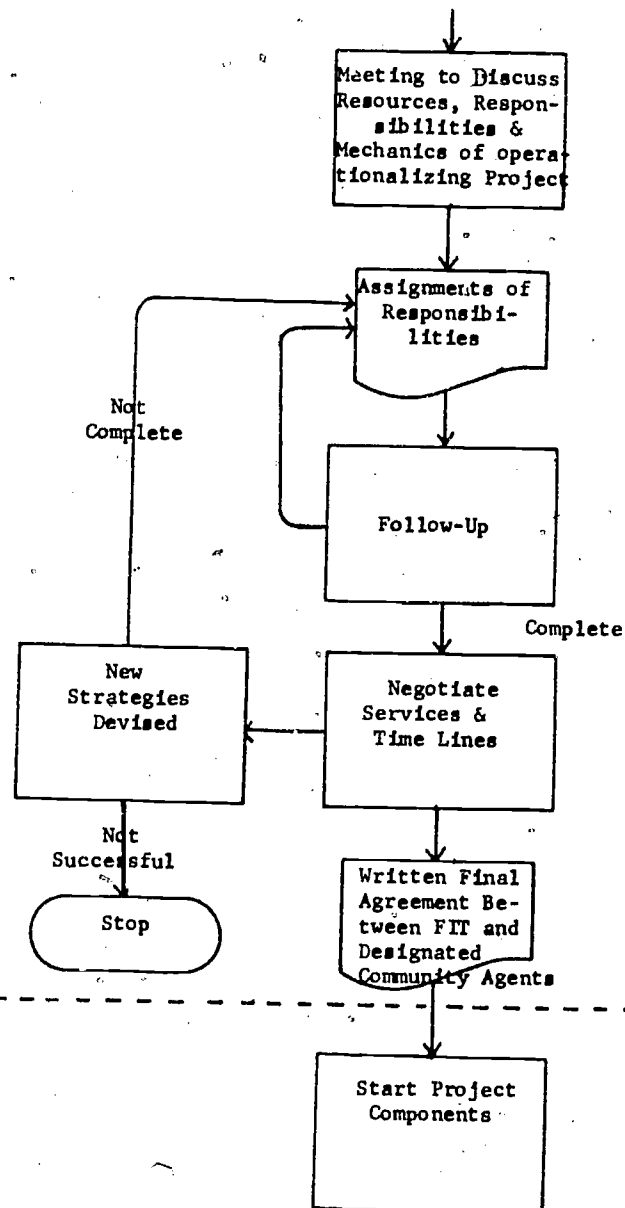 Meeting to Discuss
Resources, Respon-
sibilities &
Mechanics of opera-
tionalizing Project
Assignments of
Responsibi-
lities
Not
Complete
Follow-Up
Complete
New
Strategies
Devised
Negotiate
Services &
Time Lines
Not
Successful
Stop
Written Final
Agreement Be-
tween FIT and
Designated
Community Agents
Start Project
Components